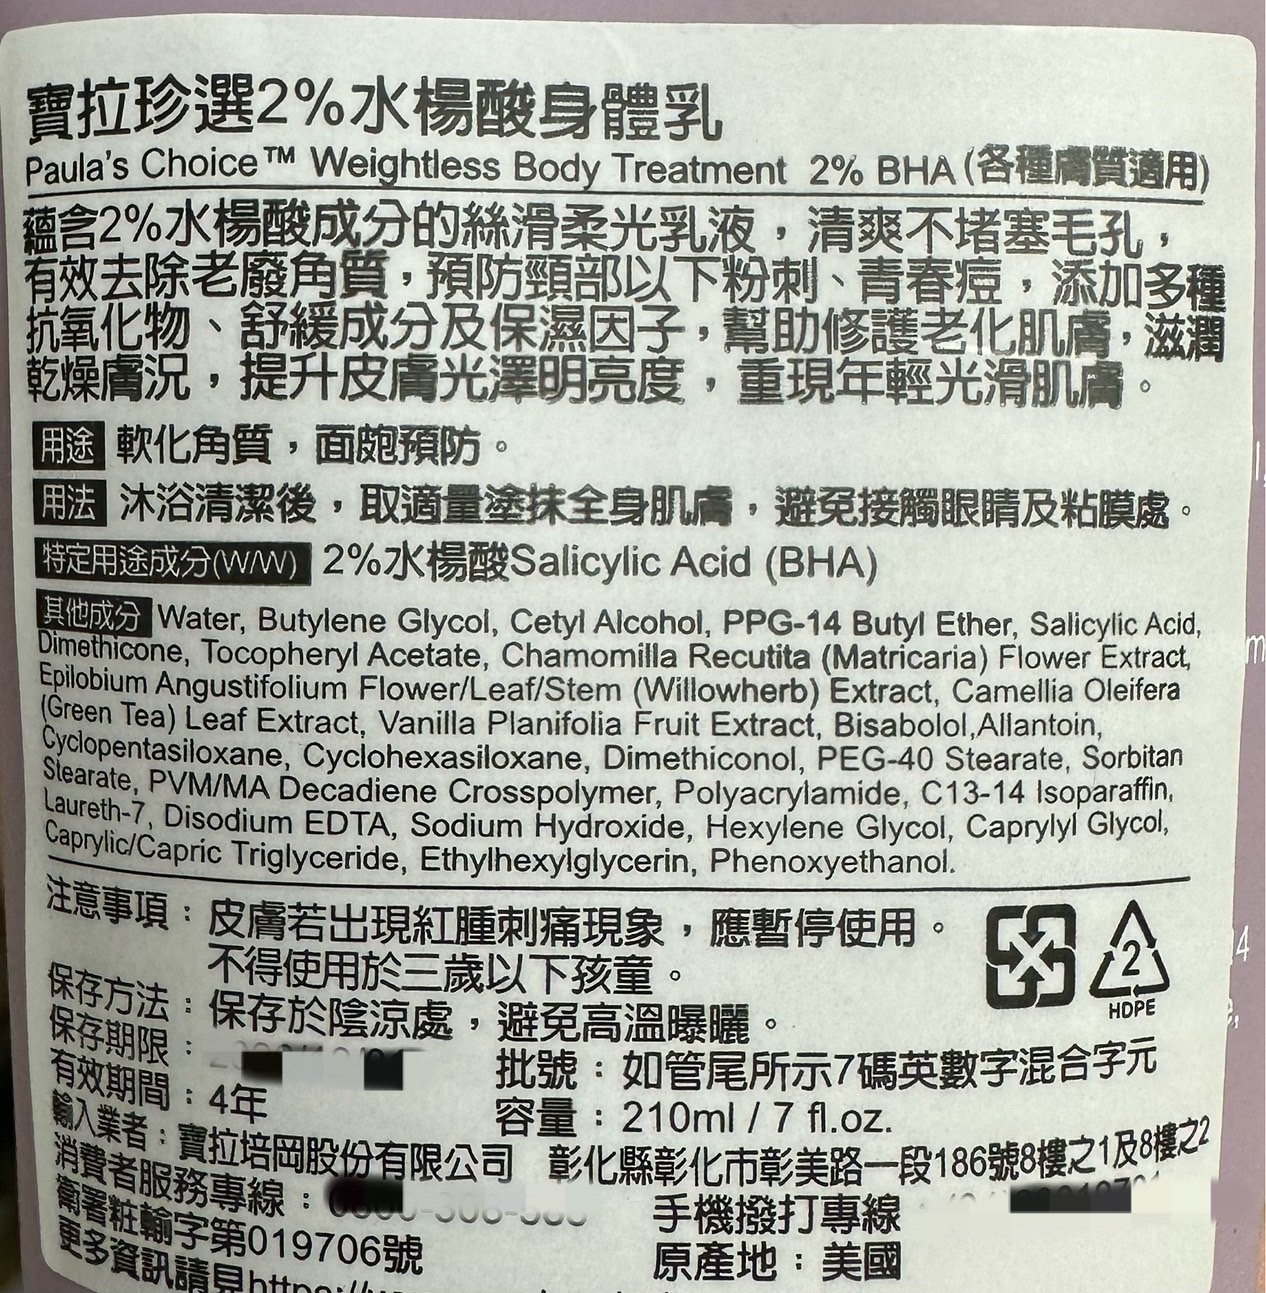 寶拉珍選2%水楊酸身體乳
Paula's Choice™ Weightless Body Treatment 2% BHA (各種膚質適用)
蘊含2%水楊酸成分的絲滑柔光乳液，清爽不堵塞毛孔，
有效去除老廢角質，預防頸部以下粉刺、青春痘，添加多種
抗氧化物、舒緩成分及保濕因子，幫助修護老化肌膚，滋潤
乾燥膚況，提升皮膚光澤明亮度，重現年輕光滑肌膚。
用途 軟化角質，面皰預防。
用法 沐浴清潔後，取適量塗抹全身肌膚，避免接觸眼睛及粘膜處。
特定用途成分(W/W) 2%水楊酸Salicylic Acid (BHA)
其他成分 Water, Butylene Glycol, Cetyl Alcohol, PPG-14 Butyl Ether, Salicylic Acid,
Dimethicone, Tocopheryl Acetate, Chamomilla Recutita (Matricaria) Flower Extract,
Epilobium Angustifolium Flower/Leaf/Stem (Willowherb) Extract, Camellia Oleifera
(Green Tea) Leaf Extract, Vanilla Planifolia Fruit Extract, Bisabolol,Allantoin,
Cyclopentasiloxane, Cyclohexasiloxane, Dimethiconol, PEG-40 Stearate, Sorbitan
Stearate, PVM/MA Decadiene Crosspolymer, Polyacrylamide, C13-14 Isoparaffin,
Laureth-7, Disodium EDTA, Sodium Hydroxide, Hexylene Glycol, Caprylyl Glycol,
Caprylic/Capric Triglyceride, Ethylhexylglycerin, Phenoxyethanol.
注意事項：皮膚若出現紅腫刺痛現象，應暫停使用。
不得使用於三歲以下孩童。
2
HDPE
保存方法：保存於陰涼處，避免高溫曝曬。
保存期限：
批號：如管尾所示7碼英數字混合字元
有效期間：4年
容量：210ml / 7 fl.oz.
輸入業者：寶拉培岡股份有限公司 彰化縣彰化市彰美路一段186號8樓之1及8樓之2
消費者服務專線：
手機撥打專線
衛署粧輸字第019706號
原產地：美國
更多資訊請見https://